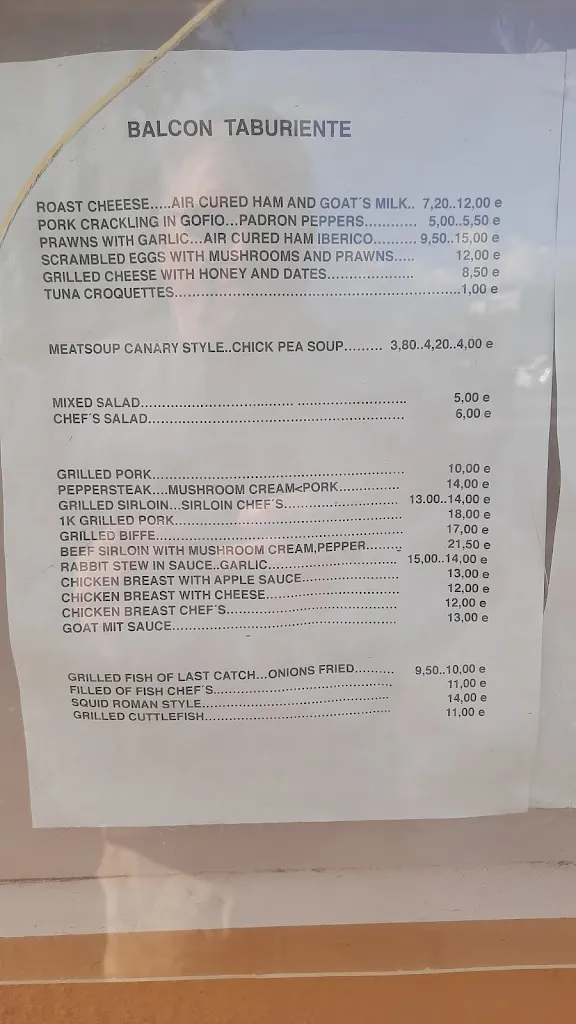 BALCON TABURIENTE
ROAST CHEEESE.....AIR CURED HAM AND GOAT´S MILK.. 7,20..12,00 e
PORK CRACKLING IN GOFIO...PADRON PEPPERS........... 5,00..5,50 e
PRAWNS WITH GARLIC...AIR CURED HAM IBERICO.......... 9,50..15,00 e
SCRAMBLED EGGS WITH MUSHROOMS AND PRAWNS..... 12,00 e
GRILLED CHEESE WITH HONEY AND DATES.................... 8,50 e
TUNA CROQUETTES..................................................................1,00 e
MEATSOUP CANARY STYLE..CHICK PEA SOUP......... 3,80..4,20..4,00 e
MIXED SALAD.............................................................. 5,00 e
CHEF´S SALAD............................................................ 6,00 e
GRILLED PORK............................................................ 10,00 e
PEPPERSTEAK....MUSHROOM CREAM<PORK.............. 14,00 e
GRILLED SIRLOIN...SIRLOIN CHEF´S........................... 13.00..14,00 e
1K GRILLED PORK...................................................... 18,00 e
GRILLED BIFFE........................................................... 17,00 e
BEEF SIRLOIN WITH MUSHROOM CREAM,PEPPER........ 21,50 e
RABBIT STEW IN SAUCE..GARLIC............................... 15,00..14,00 e
CHICKEN BREAST WITH APPLE SAUCE....................... 13,00 e
CHICKEN BREAST WITH CHEESE................................ 12,00 e
CHICKEN BREAST CHEF´S......................................... 12,00 e
GOAT MIT SAUCE...................................................... 13,00 e
GRILLED FISH OF LAST CATCH...ONIONS FRIED......... 9,50..10,00 e
FILLED OF FISH CHEF´S.......................................... 11,00 e
SQUID ROMAN STYLE............................................. 14,00 e
GRILLED CUTTLEFISH............................................. 11,00 e